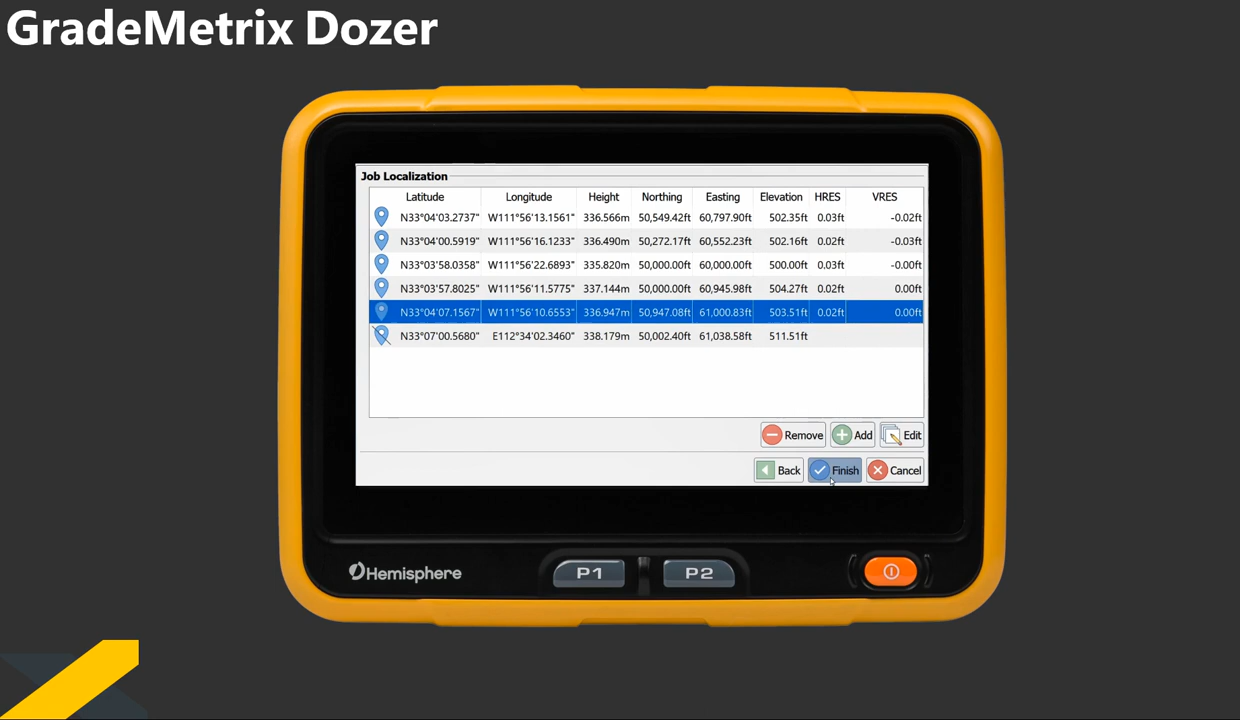 GradeMetrix Dozer
Job Localization
Latitude Longitude Height Northing Easting Elevation HRES VRES
N33°04'03.2737" W111°56'13.1561" 336.566m 50,549.42ft 60,797.90ft 502.35ft 0.03ft -0.02ft
N33°04'00.5919" W111°56'16.1233" 336.490m 50,272.17ft 60,552.23ft 502.16ft 0.02ft -0.03ft
N33°03'58.0358" W111°56'22.6893" 335.820m 50,000.00ft 60,000.00ft 500.00ft 0.03ft -0.00ft
N33°03'57.8025" W111°56'11.5775" 337.144m 50,000.00ft 60,945.98ft 504.27ft 0.02ft 0.00ft
N33°04'07.1567" W111°56'10.6553" 336.947m 50,947.08ft 61,000.83ft 503.51ft 0.02ft 0.00ft
N33°07'00.5680" E112°34'02.3460" 338.179m 50,002.40ft 61,038.58ft 511.51ft
Remove Add Edit
Back Finish Cancel
Hemisphere P1 P2